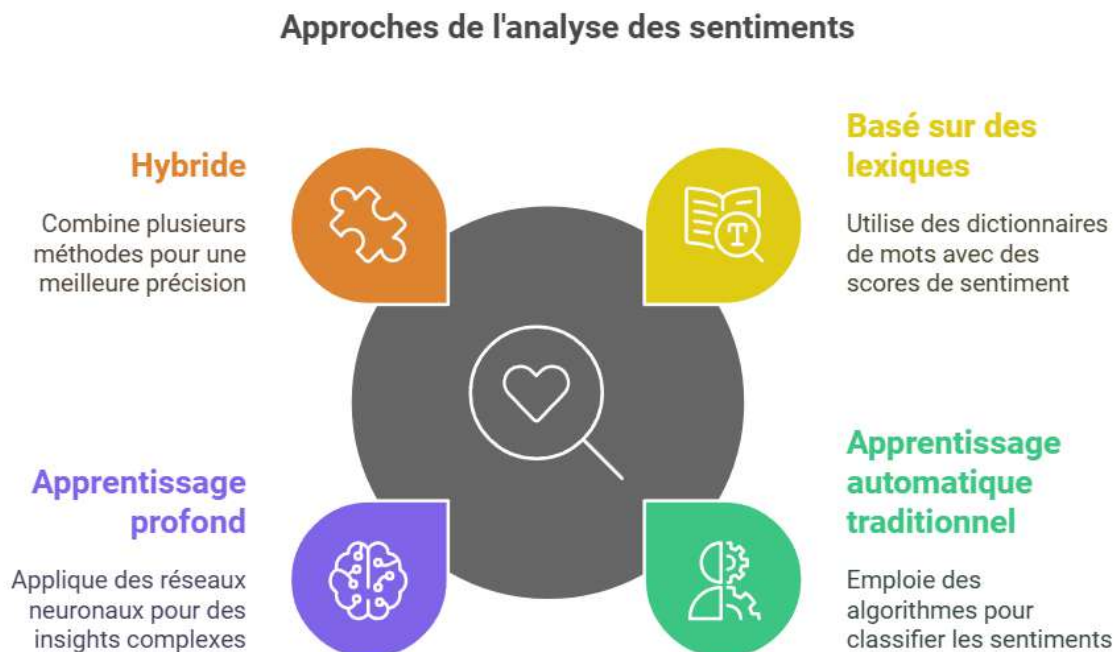 Approches de l'analyse des sentiments
Hybride
Combine plusieurs
méthodes pour une
meilleure précision
Basé sur des
lexiques
T
Utilise des dictionnaires
de mots avec des
scores de sentiment
Apprentissage
profond
Applique des réseaux
neuronaux pour des
insights complexes
Apprentissage
automatique
traditionnel
Emploie des
algorithmes pour
classifier les sentiments